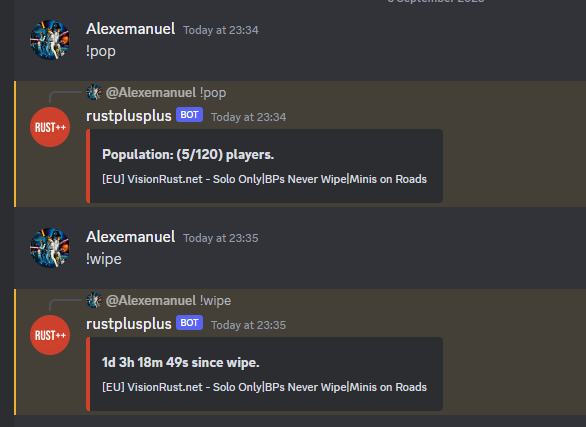 Alexemanuel Today at 23:34
!pop
@Alexemanuel !pop
RUST++
rustplusplus BOT Today at 23:34
Population: (5/120) players.
[EU] VisionRust.net - Solo Only|BPs Never Wipe|Minis on Roads
Alexemanuel Today at 23:35
!wipe
@Alexemanuel !wipe
RUST++
rustplusplus BOT Today at 23:35
1d 3h 18m 49s since wipe.
[EU] VisionRust.net - Solo Only|BPs Never Wipe|Minis on Roads